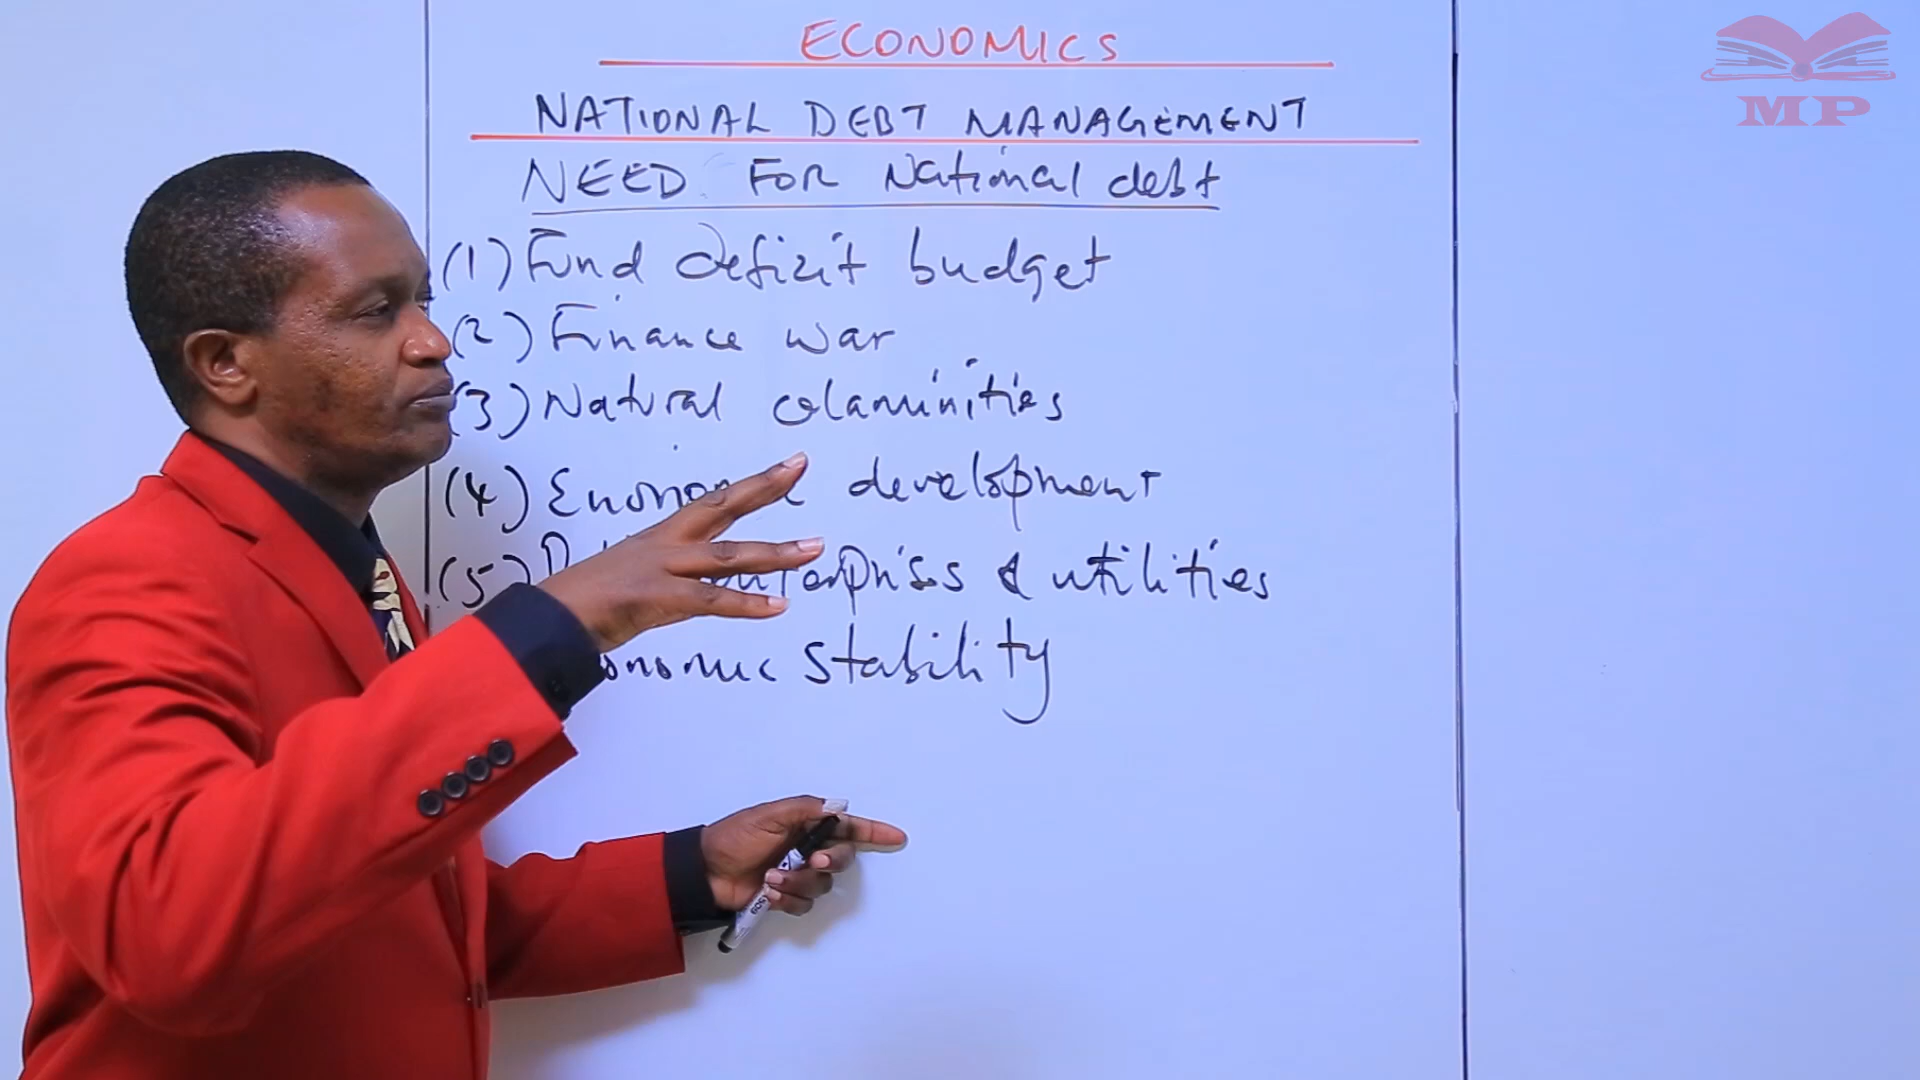 ECONOMICS
MP
NATIONAL DEBT MANAGEMENT
NEED FOR National debt
(1) Fund deficit budget
(2) Finance war
(3) Natural calaminities
(4) development
(5) & utilities
stability